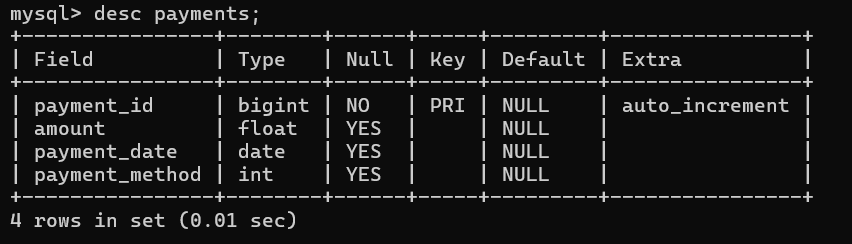 mysql> desc payments;
+----------------+--------+------+-----+---------+----------------+
| Field          | Type   | Null | Key | Default | Extra          |
+----------------+--------+------+-----+---------+----------------+
| payment_id     | bigint | NO   | PRI | NULL    | auto_increment |
| amount         | float  | YES  |     | NULL    |                |
| payment_date   | date   | YES  |     | NULL    |                |
| payment_method | int    | YES  |     | NULL    |                |
+----------------+--------+------+-----+---------+----------------+
4 rows in set (0.01 sec)